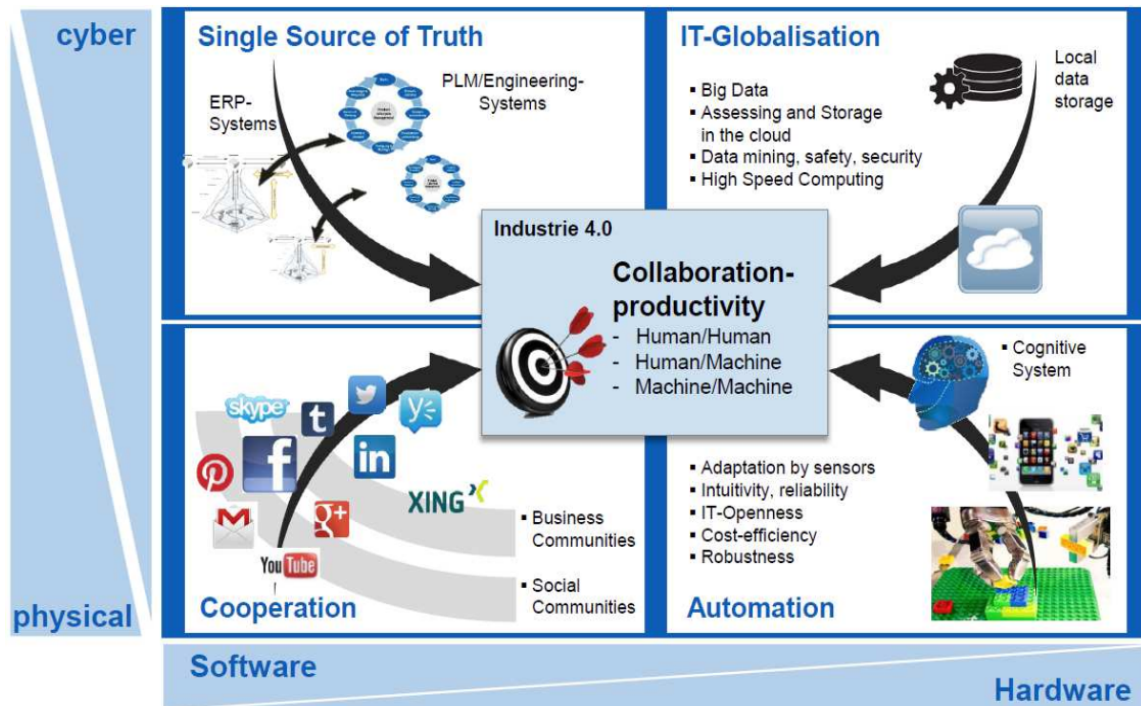 cyber
physical
Single Source of Truth
ERP-
Systems
PLM/Engineering-
Systems
IT-Globalisation
▪ Big Data
▪ Assessing and Storage
in the cloud
▪ Data mining, safety, security
▪ High Speed Computing
Local
data
storage
Industrie 4.0
Collaboration-
productivity
- Human/Human
- Human/Machine
- Machine/Machine
skype
t
y
f
in
XING
g+
M
You Tube
▪ Business
Communities
▪ Social
Communities
Cooperation
▪ Cognitive
System
▪ Adaptation by sensors
▪ Intuitivity, reliability
▪ IT-Openness
▪ Cost-efficiency
▪ Robustness
Automation
Software
Hardware